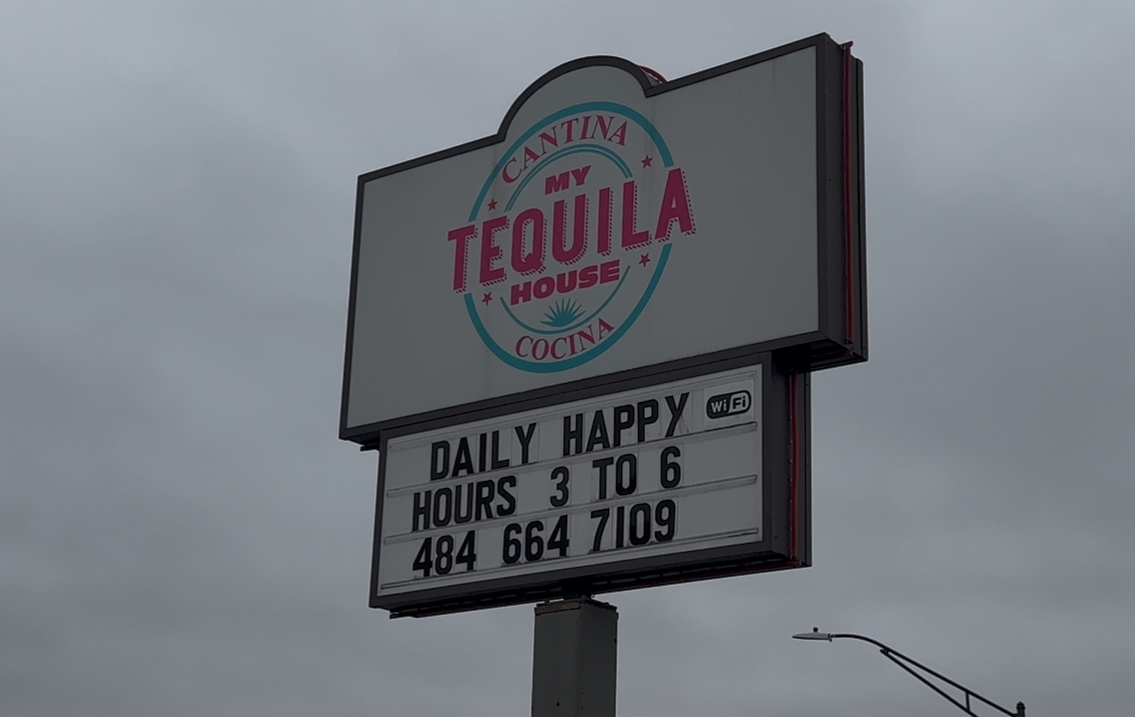 CANTINA
MY
TEQUILA
HOUSE
COCINA
DAILY HAPPY WiFi
HOURS 3 TO 6
484 664 7109